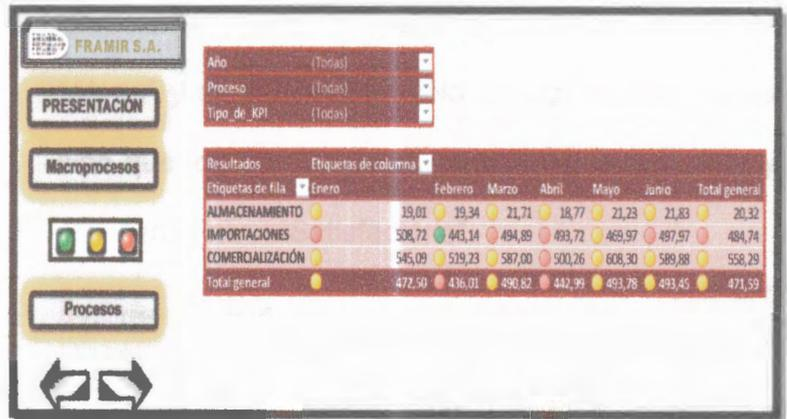 FRAMIR S.A.
PRESENTACIÓN
Macroprocesos
Procesos
Año (Todas)
Proceso (Todas)
Tipo_de_KPI (Todas)
Resultados Etiquetas de columna
Etiquetas de fila Enero Febrero Marzo Abril Mayo Junio Total general
ALMACENAMIENTO 19,01 19,34 21,71 18,77 21,23 21,83 20,32
IMPORTACIONES 508,72 443,14 494,89 493,72 469,97 497,97 484,74
COMERCIALIZACIÓN 545,09 519,23 587,00 500,26 608,30 589,88 558,29
Total general 472,50 436,01 490,82 442,99 493,78 493,45 471,59